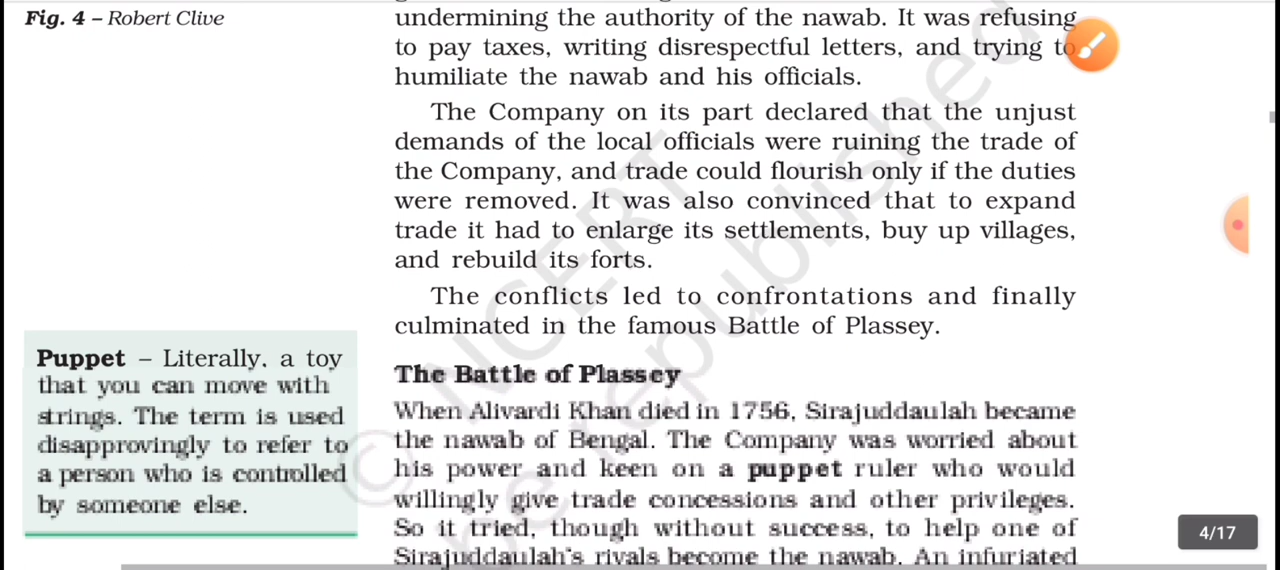 Fig. 4 – Robert Clive
undermining the authority of the nawab. It was refusing
to pay taxes, writing disrespectful letters, and trying to
humiliate the nawab and his officials.
The Company on its part declared that the unjust
demands of the local officials were ruining the trade of
the Company, and trade could flourish only if the duties
were removed. It was also convinced that to expand
trade it had to enlarge its settlements, buy up villages,
and rebuild its forts.
The conflicts led to confrontations and finally
culminated in the famous Battle of Plassey.
Puppet – Literally, a toy
that you can move with
strings. The term is used
disapprovingly to refer to
a person who is controlled
by someone else.
The Battle of Plassey
When Alivardi Khan died in 1756, Sirajuddaulah became
the nawab of Bengal. The Company was worried about
his power and keen on a puppet ruler who would
willingly give trade concessions and other privileges.
So it tried, though without success, to help one of
Sirajuddaulah's rivals become the nawab. An infuriated
4/17
© NCERT
be republished